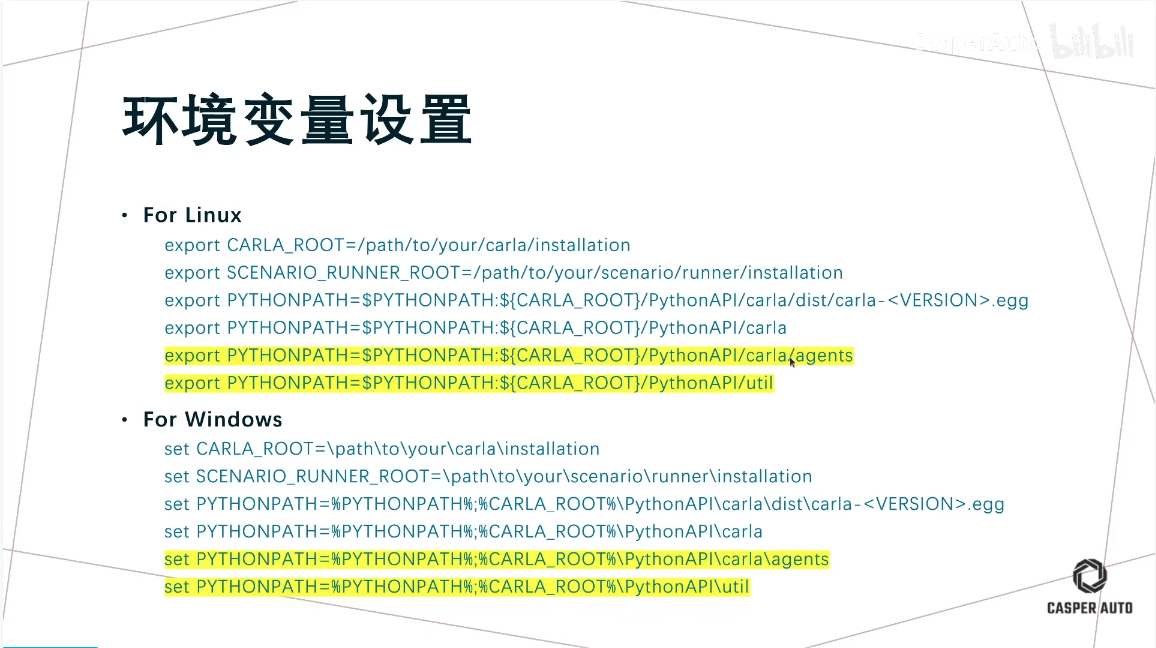 CasperAuto bilibili
环境变量设置
• For Linux
export CARLA_ROOT=/path/to/your/carla/installation
export SCENARIO_RUNNER_ROOT=/path/to/your/scenario/runner/installation
export PYTHONPATH=$PYTHONPATH:${CARLA_ROOT}/PythonAPI/carla/dist/carla-<VERSION>.egg
export PYTHONPATH=$PYTHONPATH:${CARLA_ROOT}/PythonAPI/carla
export PYTHONPATH=$PYTHONPATH:${CARLA_ROOT}/PythonAPI/carla/agents
export PYTHONPATH=$PYTHONPATH:${CARLA_ROOT}/PythonAPI/util
• For Windows
set CARLA_ROOT=\path\to\your\carla\installation
set SCENARIO_RUNNER_ROOT=\path\to\your\scenario\runner\installation
set PYTHONPATH=%PYTHONPATH%;%CARLA_ROOT%\PythonAPI\carla\dist\carla-<VERSION>.egg
set PYTHONPATH=%PYTHONPATH%;%CARLA_ROOT%\PythonAPI\carla
set PYTHONPATH=%PYTHONPATH%;%CARLA_ROOT%\PythonAPI\carla\agents
set PYTHONPATH=%PYTHONPATH%;%CARLA_ROOT%\PythonAPI\util
CASPER AUTO